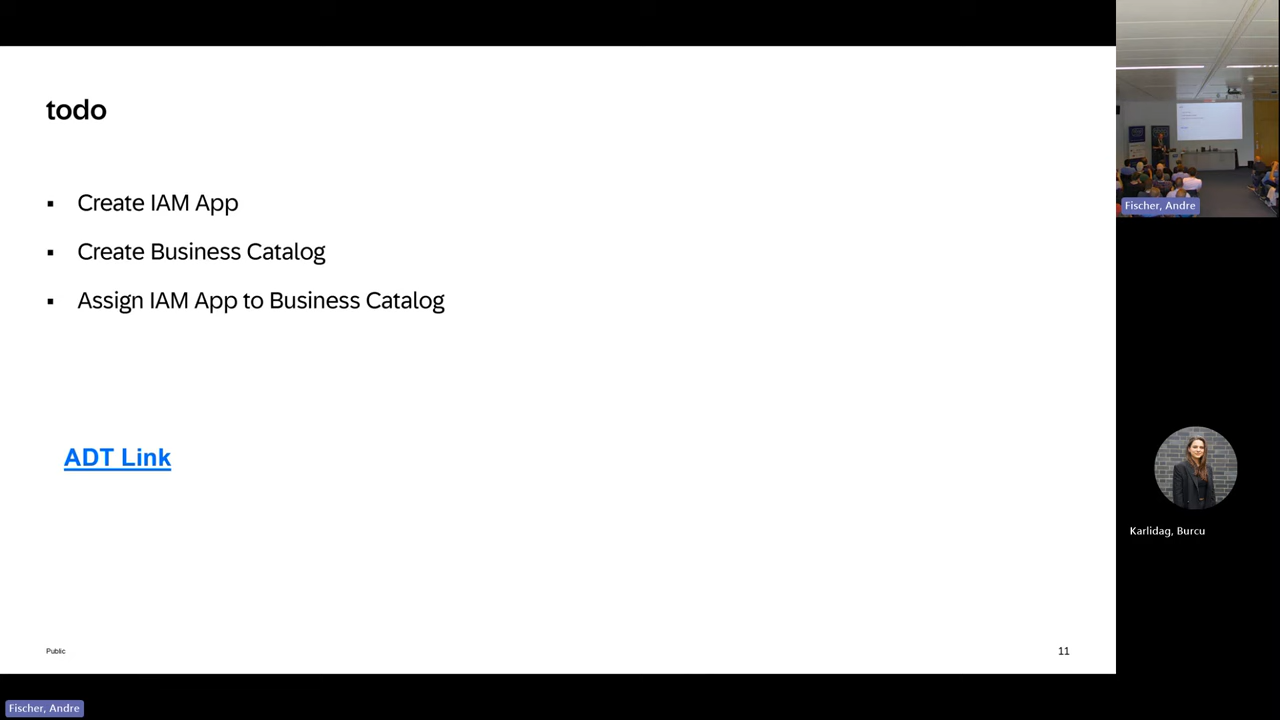 todo
▪ Create IAM App
▪ Create Business Catalog
▪ Assign IAM App to Business Catalog
ADT Link
Public
11
Fischer, Andre
Karlidag, Burcu
Fischer, Andre